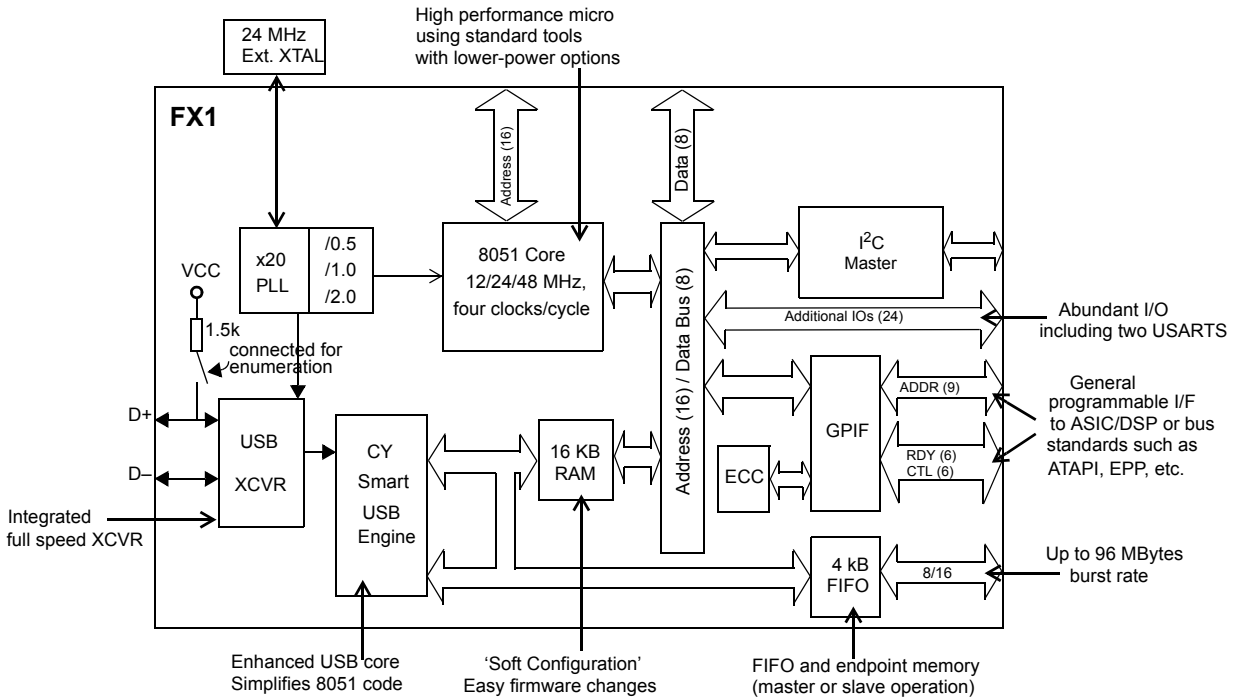 24 MHz
Ext. XTAL
High performance micro
using standard tools
with lower-power options
FX1
Address (16)
Data (8)
x20
PLL
/0.5
/1.0
/2.0
8051 Core
12/24/48 MHz,
four clocks/cycle
Address (16) / Data Bus (8)
I²C
Master
VCC
1.5k
connected for
enumeration
Additional IOs (24)
Abundant I/O
including two USARTS
D+
D–
USB
XCVR
CY
Smart
USB
Engine
16 KB
RAM
ECC
GPIF
ADDR (9)
RDY (6)
CTL (6)
General
programmable I/F
to ASIC/DSP or bus
standards such as
ATAPI, EPP, etc.
Integrated
full speed XCVR
4 kB
FIFO
8/16
Up to 96 MBytes
burst rate
Enhanced USB core
Simplifies 8051 code
‘Soft Configuration’
Easy firmware changes
FIFO and endpoint memory
(master or slave operation)